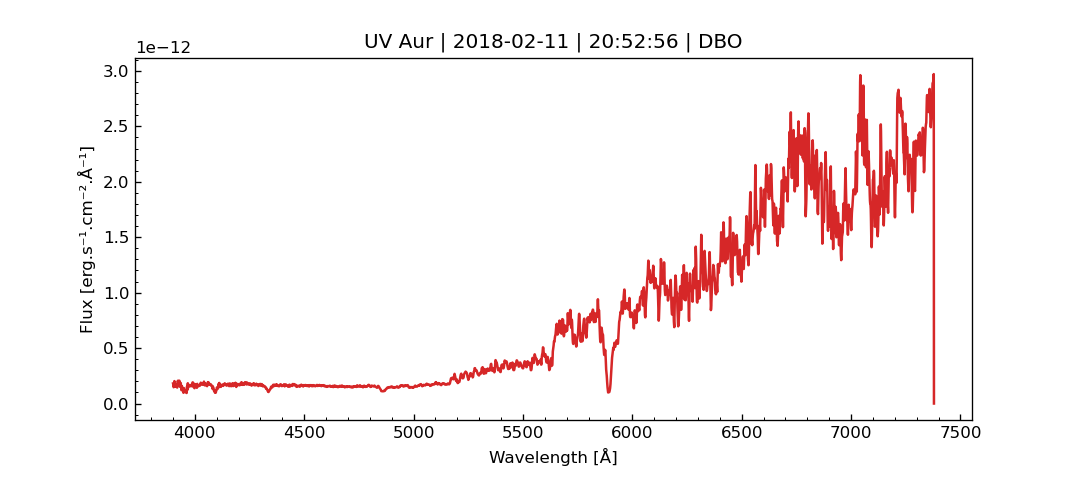 UV Aur | 2018-02-11 | 20:52:56 | DBO
1e−12
3.0
2.5
2.0
1.5
1.0
0.5
0.0
Flux [erg.s⁻¹.cm⁻².Å⁻¹]
4000 4500 5000 5500 6000 6500 7000 7500
Wavelength [Å]